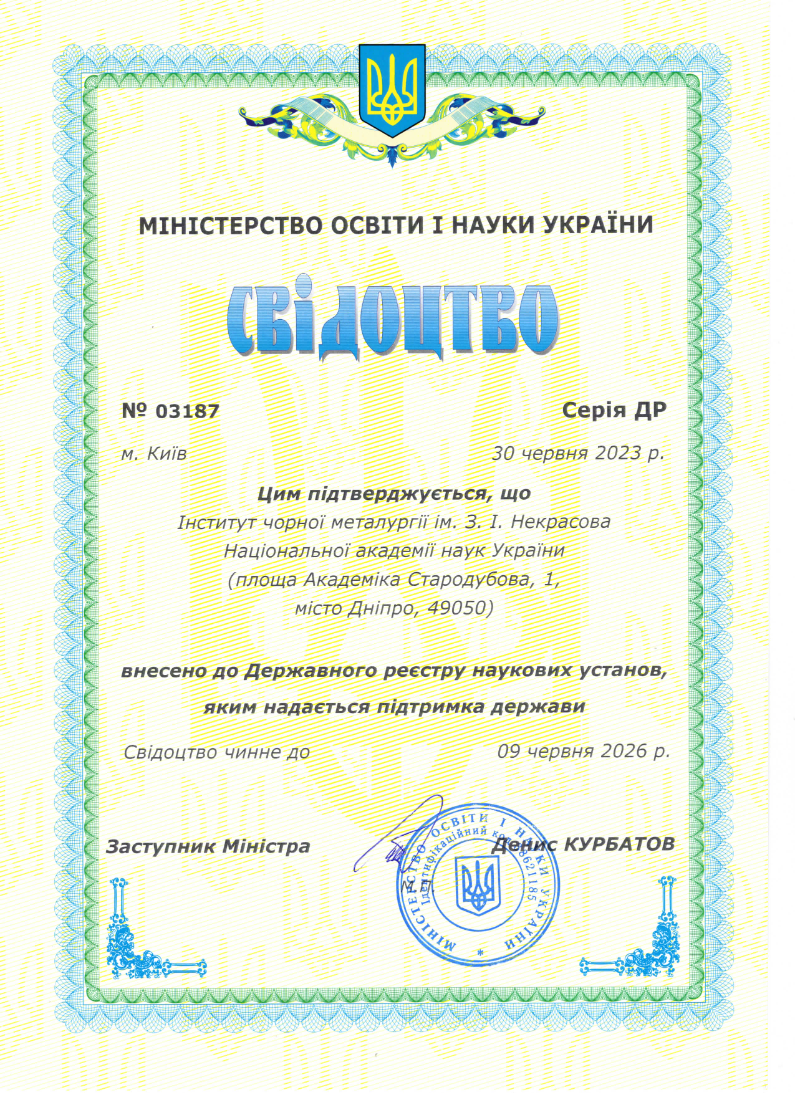 МІНІСТЕРСТВО ОСВІТИ І НАУКИ УКРАЇНИ
СВІДОЦТВО
№ 03187 Серія ДР
м. Київ 30 червня 2023 р.
Цим підтверджується, що
Інститут чорної металургії ім. З. І. Некрасова
Національної академії наук України
(площа Академіка Стародубова, 1,
місто Дніпро, 49050)
внесено до Державного реєстру наукових установ,
яким надається підтримка держави
Свідоцтво чинне до 09 червня 2026 р.
Заступник Міністра Денис КУРБАТОВ
М.П.
МІНІСТЕРСТВО ОСВІТИ І НАУКИ УКРАЇНИ *
Ідентифікаційний код 38621185